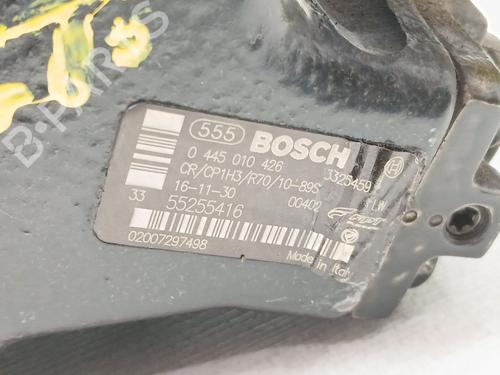 555 BOSCH
0 445 010 426
CR/CP1H3/R70/10-89S
16-11-30 00402
33 55255416
02007297498
Made in Italy
B-PARTS